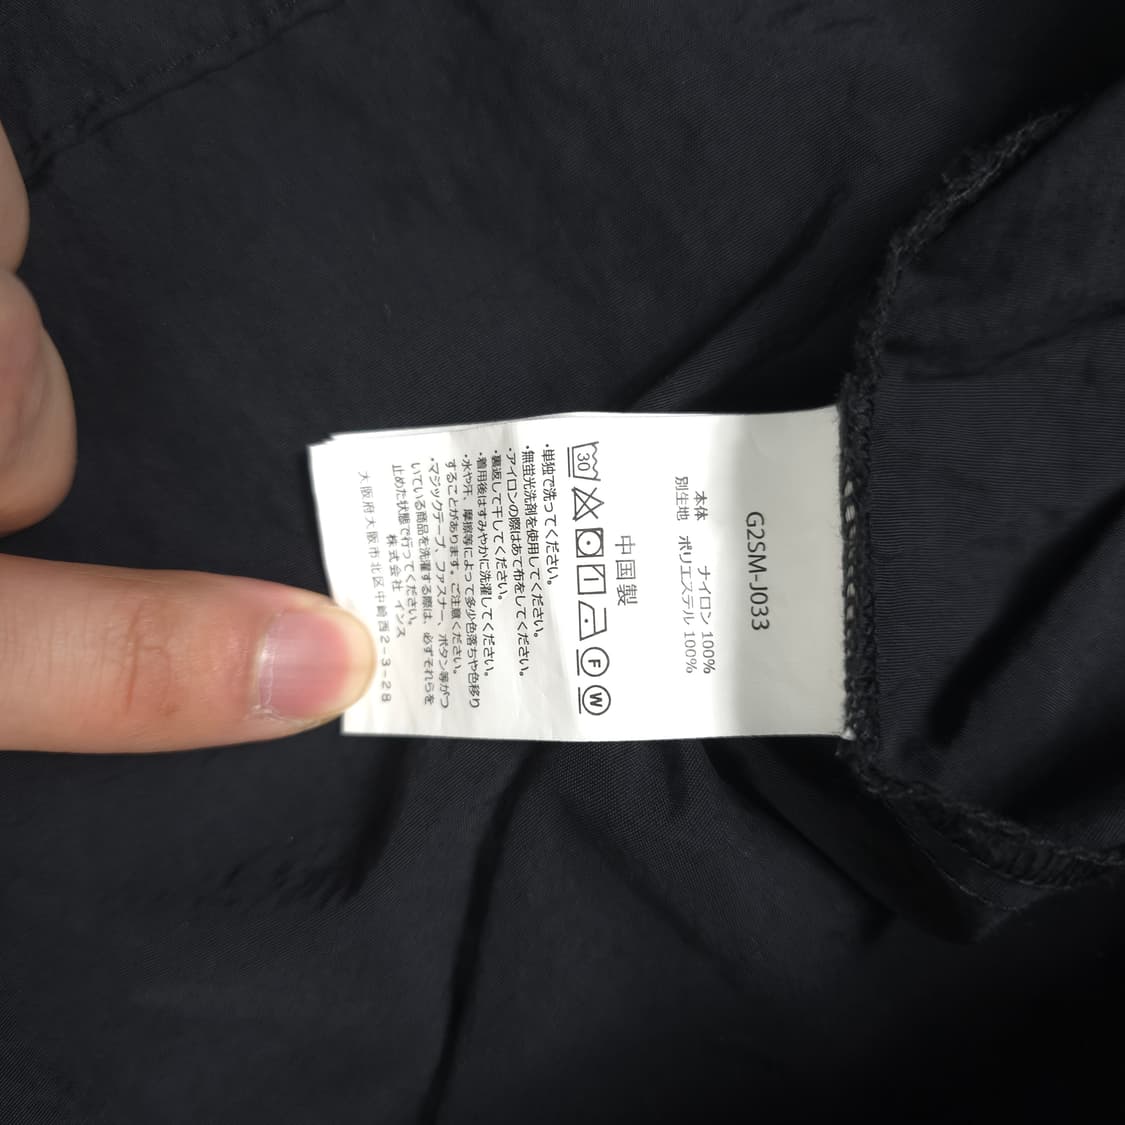 G2SM-J033
本体 ナイロン 100%
別生地 ポリエステル 100%
中国製
30 1 F W
・単独で洗ってください。
・無蛍光洗剤を使用してください。
・アイロンの際はあて布をしてください。
・裏返して干してください。
・着用後はすみやかに洗濯してください。
・水や汗、摩擦等によって多少色落ちや色移り
することがあります。ご注意ください。
・マジックテープ、ファスナー、ボタン等がつ
いている商品を洗濯する際は、必ずそれらを
止めた状態で行ってください。
株式会社 インス
大阪府大阪市北区中崎西2-3-28